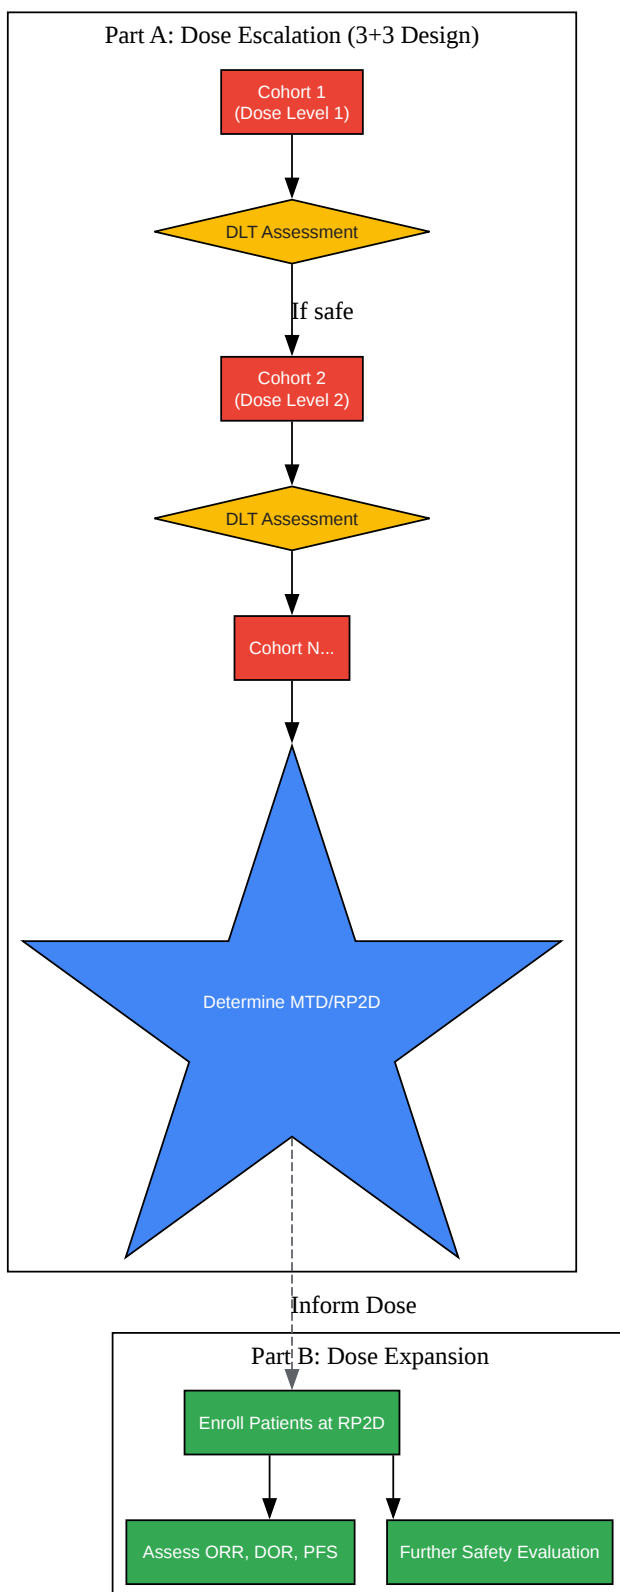 Part A: Dose Escalation (3+3 Design)
Cohort 1
(Dose Level 1)
DLT Assessment
If safe
Cohort 2
(Dose Level 2)
DLT Assessment
Cohort N...
Determine MTD/RP2D
Inform Dose
Part B: Dose Expansion
Enroll Patients at RP2D
Assess ORR, DOR, PFS
Further Safety Evaluation